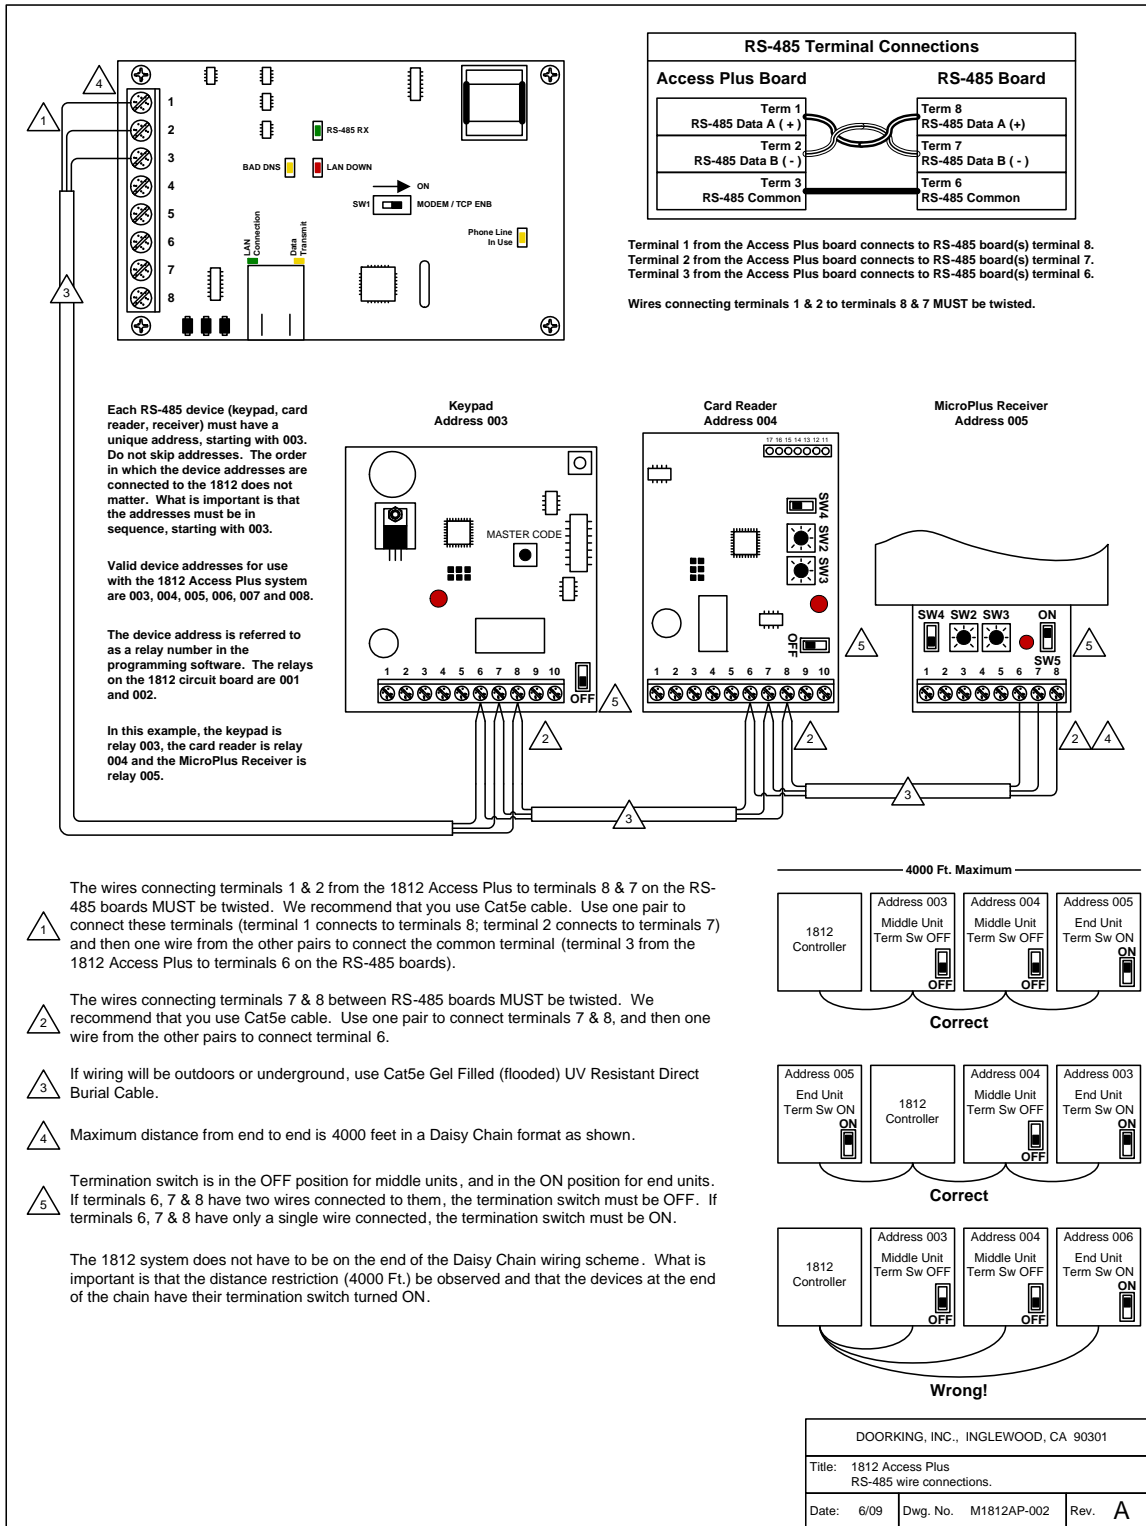 4
1
1
2
3
4
5
6
7
8
RS-485 RX
BAD DNS
LAN DOWN
ON
SW1
MODEM / TCP ENB
LAN
Connection
Data
Transmit
Phone Line
In Use
3
RS-485 Terminal Connections
Access Plus Board
RS-485 Board
Term 1
RS-485 Data A ( + )
Term 8
RS-485 Data A (+)
Term 2
RS-485 Data B ( - )
Term 7
RS-485 Data B ( - )
Term 3
RS-485 Common
Term 6
RS-485 Common
Terminal 1 from the Access Plus board connects to RS-485 board(s) terminal 8.
Terminal 2 from the Access Plus board connects to RS-485 board(s) terminal 7.
Terminal 3 from the Access Plus board connects to RS-485 board(s) terminal 6.
Wires connecting terminals 1 & 2 to terminals 8 & 7 MUST be twisted.
Each RS-485 device (keypad, card
reader, receiver) must have a
unique address, starting with 003.
Do not skip addresses. The order
in which the device addresses are
connected to the 1812 does not
matter. What is important is that
the addresses must be in
sequence, starting with 003.
Valid device addresses for use
with the 1812 Access Plus system
are 003, 004, 005, 006, 007 and 008.
The device address is referred to
as a relay number in the
programming software. The relays
on the 1812 circuit board are 001
and 002.
In this example, the keypad is
relay 003, the card reader is relay
004 and the MicroPlus Receiver is
relay 005.
Keypad
Address 003
MASTER CODE
1 2 3 4 5 6 7 8 9 10
OFF
5
2
Card Reader
Address 004
17 16 15 14 13 12 11
SW4
SW2
SW3
OFF
1 2 3 4 5 6 7 8 9 10
5
2
MicroPlus Receiver
Address 005
SW4 SW2 SW3 ON
SW5
1 2 3 4 5 6 7 8
5
2
4
3
3
1
The wires connecting terminals 1 & 2 from the 1812 Access Plus to terminals 8 & 7 on the RS-
485 boards MUST be twisted. We recommend that you use Cat5e cable. Use one pair to
connect these terminals (terminal 1 connects to terminals 8; terminal 2 connects to terminals 7)
and then one wire from the other pairs to connect the common terminal (terminal 3 from the
1812 Access Plus to terminals 6 on the RS-485 boards).
2
The wires connecting terminals 7 & 8 between RS-485 boards MUST be twisted. We
recommend that you use Cat5e cable. Use one pair to connect terminals 7 & 8, and then one
wire from the other pairs to connect terminal 6.
3
If wiring will be outdoors or underground, use Cat5e Gel Filled (flooded) UV Resistant Direct
Burial Cable.
4
Maximum distance from end to end is 4000 feet in a Daisy Chain format as shown.
5
Termination switch is in the OFF position for middle units, and in the ON position for end units.
If terminals 6, 7 & 8 have two wires connected to them, the termination switch must be OFF. If
terminals 6, 7 & 8 have only a single wire connected, the termination switch must be ON.
The 1812 system does not have to be on the end of the Daisy Chain wiring scheme. What is
important is that the distance restriction (4000 Ft.) be observed and that the devices at the end
of the chain have their termination switch turned ON.
4000 Ft. Maximum
1812
Controller
Address 003
Middle Unit
Term Sw OFF
OFF
Address 004
Middle Unit
Term Sw OFF
OFF
Address 005
End Unit
Term Sw ON
ON
Correct
Address 005
End Unit
Term Sw ON
ON
1812
Controller
Address 004
Middle Unit
Term Sw OFF
OFF
Address 003
End Unit
Term Sw ON
ON
Correct
1812
Controller
Address 003
Middle Unit
Term Sw OFF
OFF
Address 004
Middle Unit
Term Sw OFF
OFF
Address 006
End Unit
Term Sw ON
ON
Wrong!
DOORKING, INC., INGLEWOOD, CA 90301
Title: 1812 Access Plus
RS-485 wire connections.
Date: 6/09 Dwg. No. M1812AP-002 Rev. A